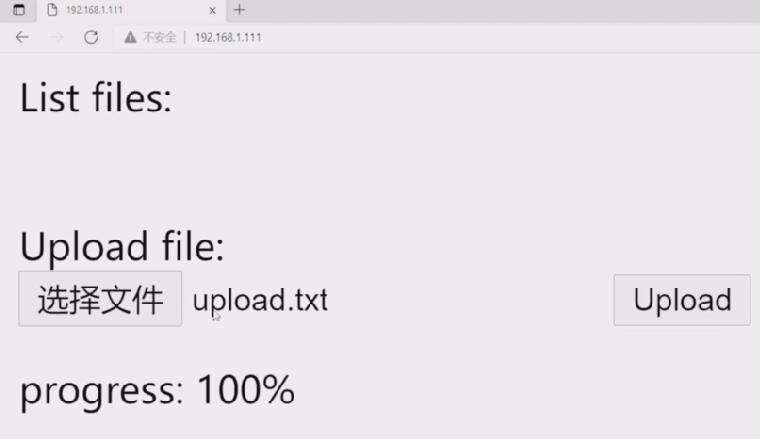 192.168.1.111 x +
不安全 | 192.168.1.111
List files:
Upload file:
选择文件 upload.txt Upload
progress: 100%